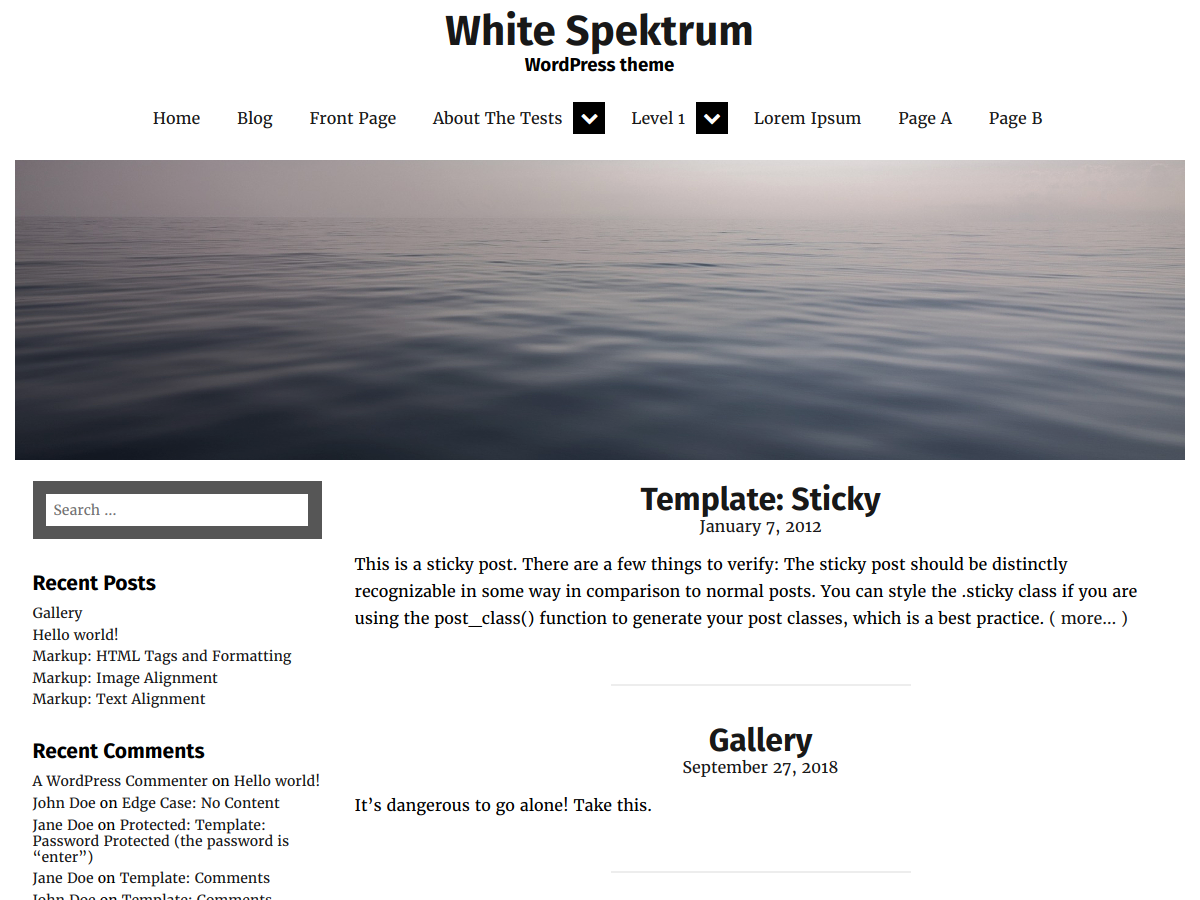 White Spektrum
WordPress theme
Home Blog Front Page About The Tests Level 1 Lorem Ipsum Page A Page B
Search ...
Recent Posts
Gallery
Hello world!
Markup: HTML Tags and Formatting
Markup: Image Alignment
Markup: Text Alignment
Recent Comments
A WordPress Commenter on Hello world!
John Doe on Edge Case: No Content
Jane Doe on Protected: Template:
Password Protected (the password is
“enter”)
Jane Doe on Template: Comments
John Doe on Template: Comments
Template: Sticky
January 7, 2012
This is a sticky post. There are a few things to verify: The sticky post should be distinctly
recognizable in some way in comparison to normal posts. You can style the .sticky class if you are
using the post_class() function to generate your post classes, which is a best practice. ( more... )
Gallery
September 27, 2018
It’s dangerous to go alone! Take this.